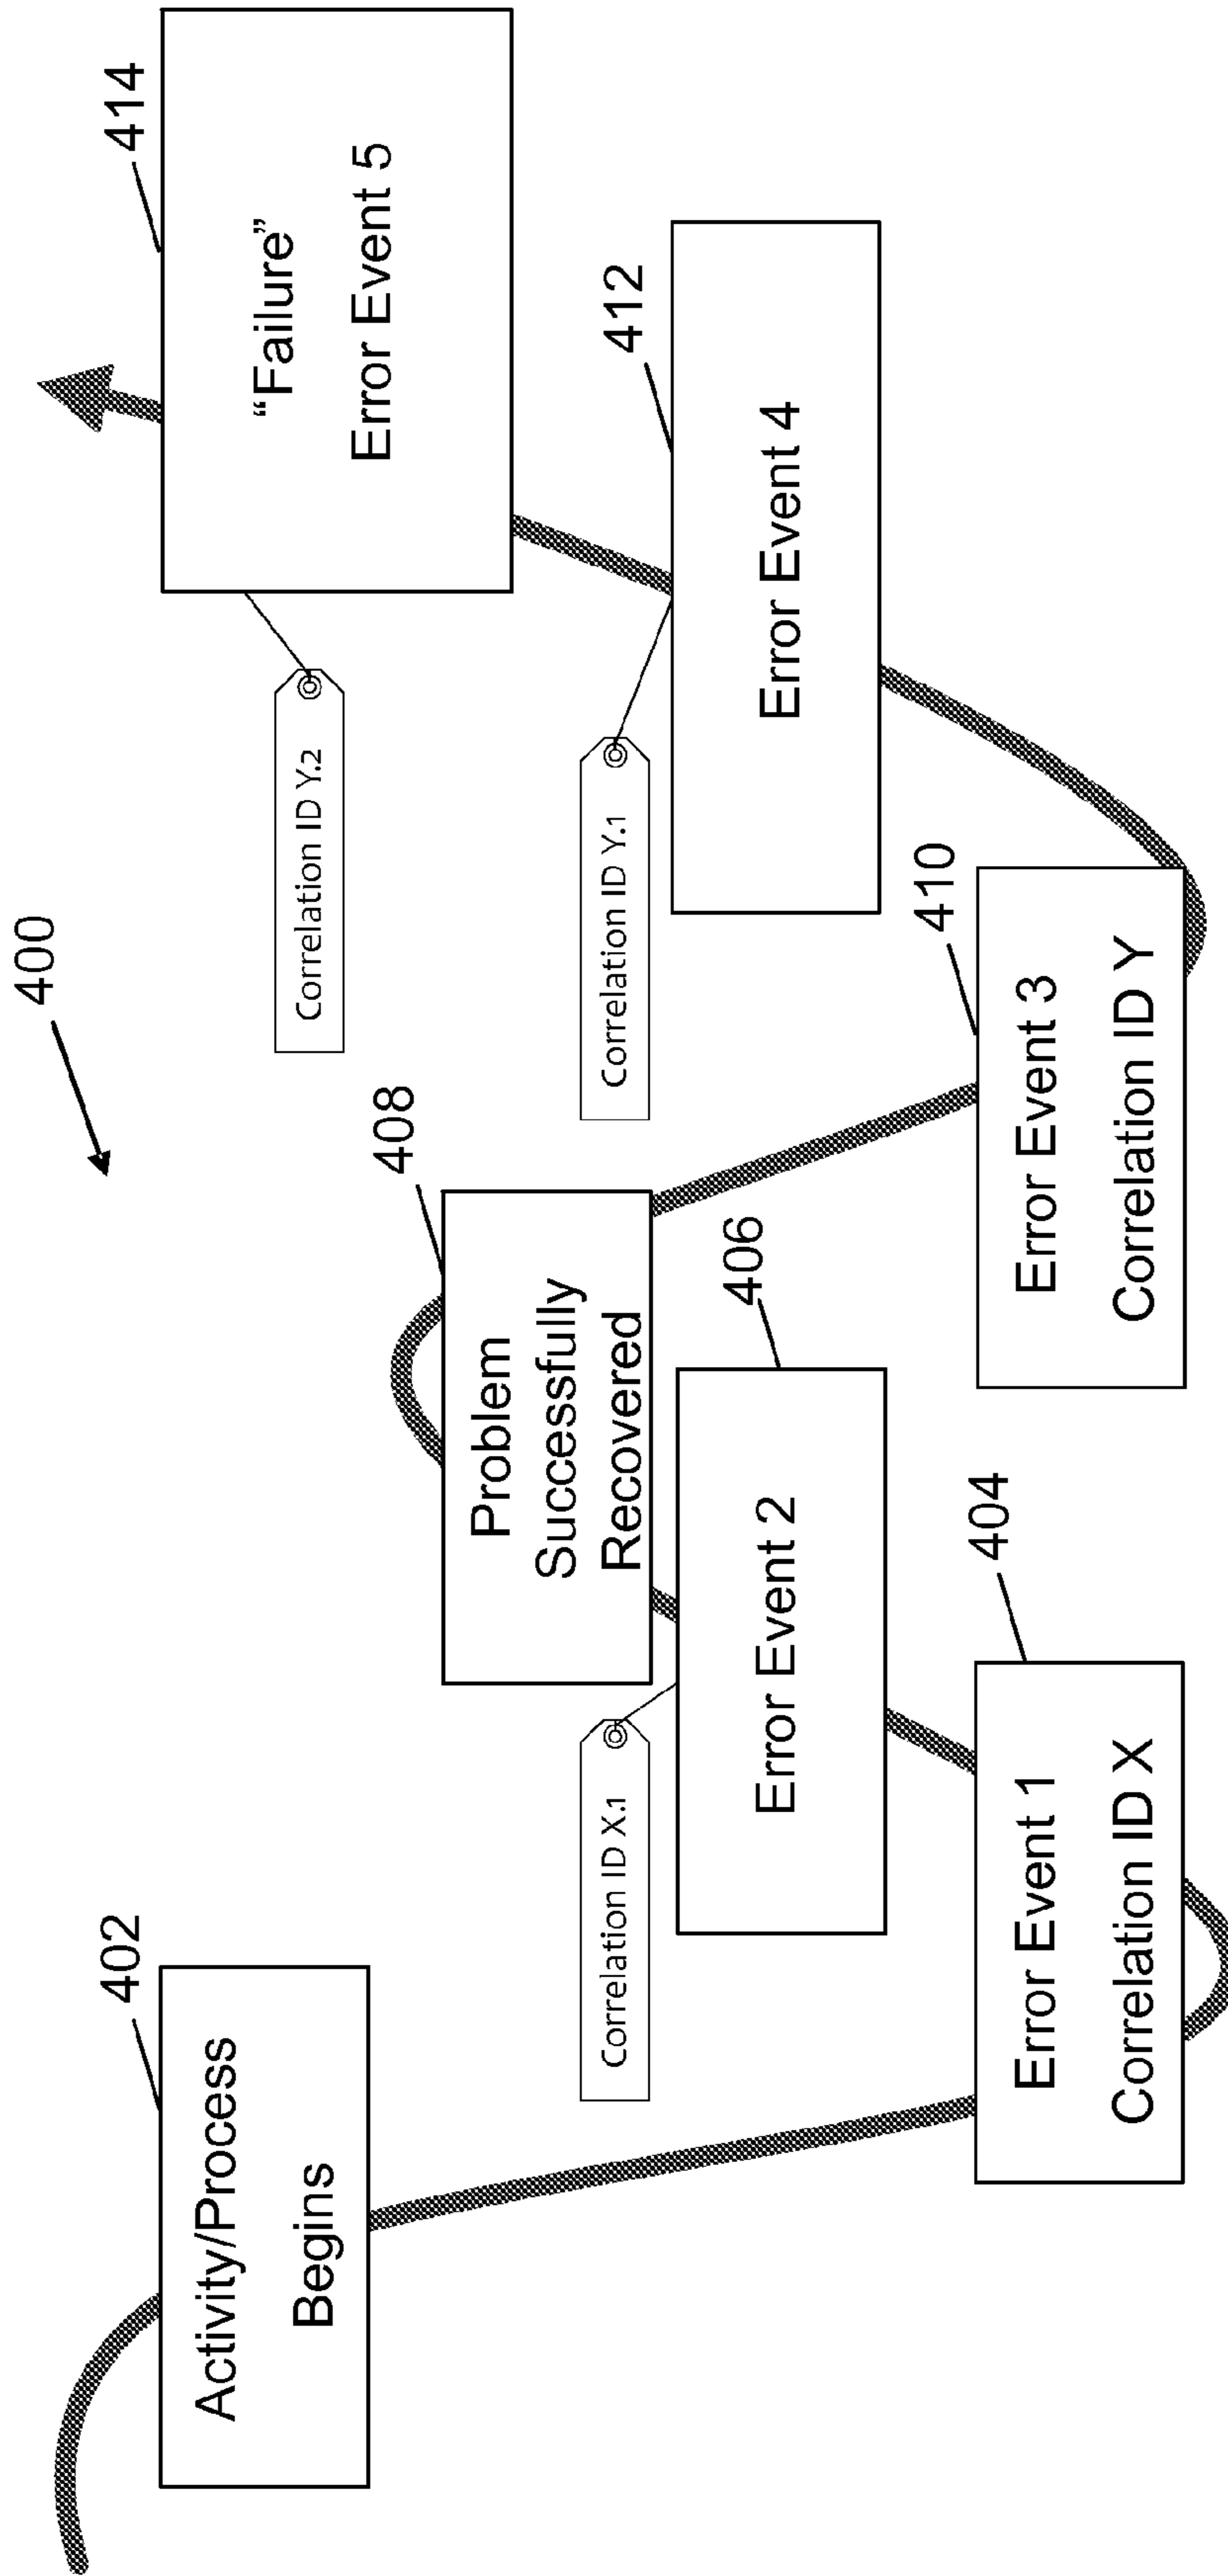 400
402
Activity/Process
Begins
404
Error Event 1
Correlation ID X
Correlation ID X.1
406
Error Event 2
408
Problem
Successfully
Recovered
410
Error Event 3
Correlation ID Y
Correlation ID Y.1
412
Error Event 4
Correlation ID Y.2
414
“Failure”
Error Event 5